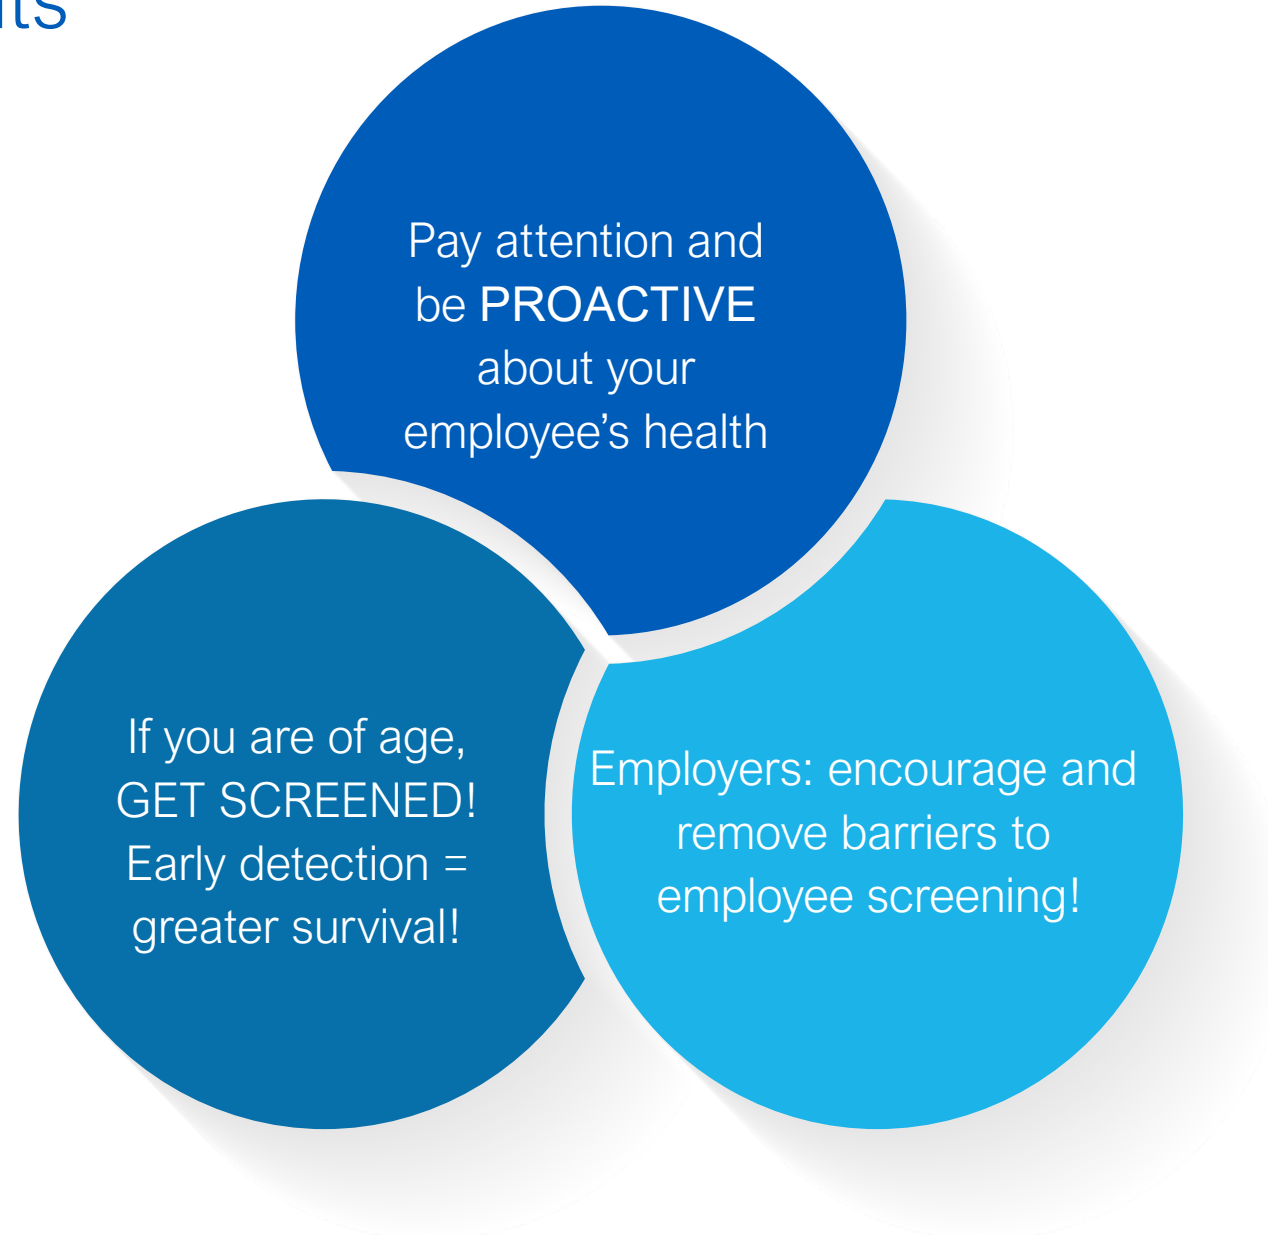 Pay attention and
be PROACTIVE
about your
employee’s health
If you are of age,
GET SCREENED!
Early detection =
greater survival!
Employers: encourage and
remove barriers to
employee screening!